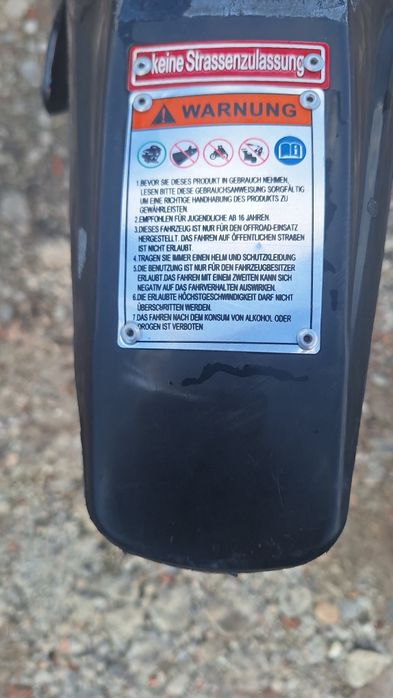 keine Strassenzulassung
WARNUNG
1.BEVOR SIE DIESES PRODUKT IN GEBRAUCH NEHMEN,
LESEN BITTE DIESE GEBRAUCHSANWEISUNG SORGFÄLTIG
UM EINE RICHTIGE HANDHABUNG DES PRODUKTS ZU
GEWÄHRLEISTEN.
2.EMPFOHLEN FÜR JUGENDLICHE AB 16 JAHREN.
3.DIESES FAHRZEUG IST NUR FÜR DEN OFFROAD-EINSATZ
HERGESTELLT. DAS FAHREN AUF ÖFFENTLICHEN STRAßEN
IST NICHT ERLAUBT.
4.TRAGEN SIE IMMER EINEN HELM UND SCHUTZKLEIDUNG
5.DIE BENUTZUNG IST NUR FÜR DEN FAHRZEUGBESITZER
ERLAUBT.DAS FAHREN MIT EINEM ZWEITEN KANN SICH
NEGATIV AUF DAS FAHRVERHALTEN AUSWIRKEN.
6.DIE ERLAUBTE HÖCHSTGESCHWINDIGKEIT DARF NICHT
ÜBERSCHRITTEN WERDEN.
7.DAS FAHREN NACH DEM KONSUM VON ALKOHOL ODER
DROGEN IST VERBOTEN